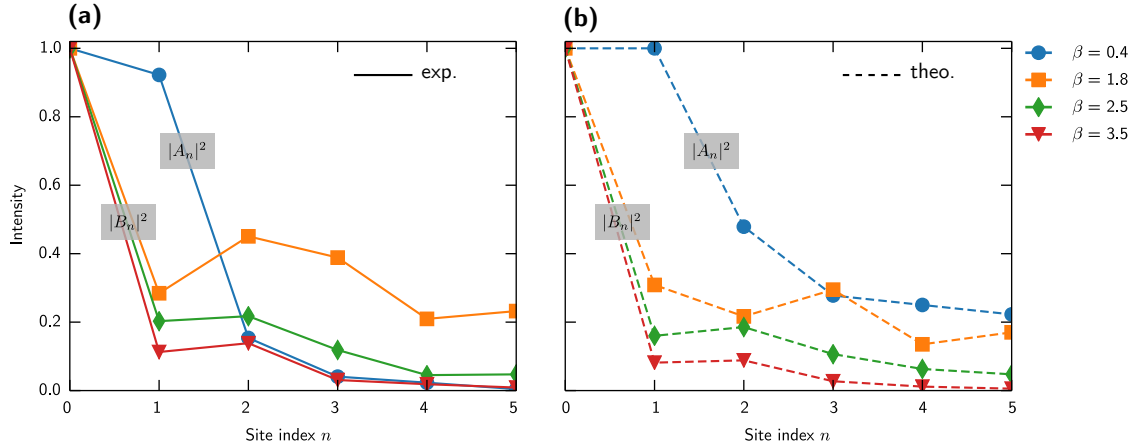 (a)
1.0
0.8
0.6
0.4
0.2
0.0
Intensity
0 1 2 3 4 5
Site index n
exp.
|A_n|²
|B_n|²
(b)
0 1 2 3 4 5
Site index n
theo.
|A_n|²
|B_n|²
β = 0.4
β = 1.8
β = 2.5
β = 3.5